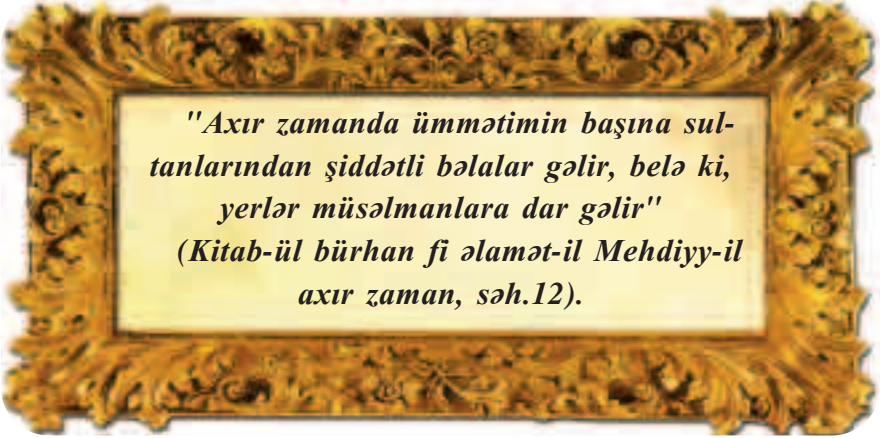 "Axır zamanda ümmətimin başına sul-
tanlarından şiddətli bəlalar gəlir, belə ki,
yerlər müsəlmanlara dar gəlir"
(Kitab-ül bürhan fi əlamət-il Mehdiyy-il
axır zaman, səh.12).